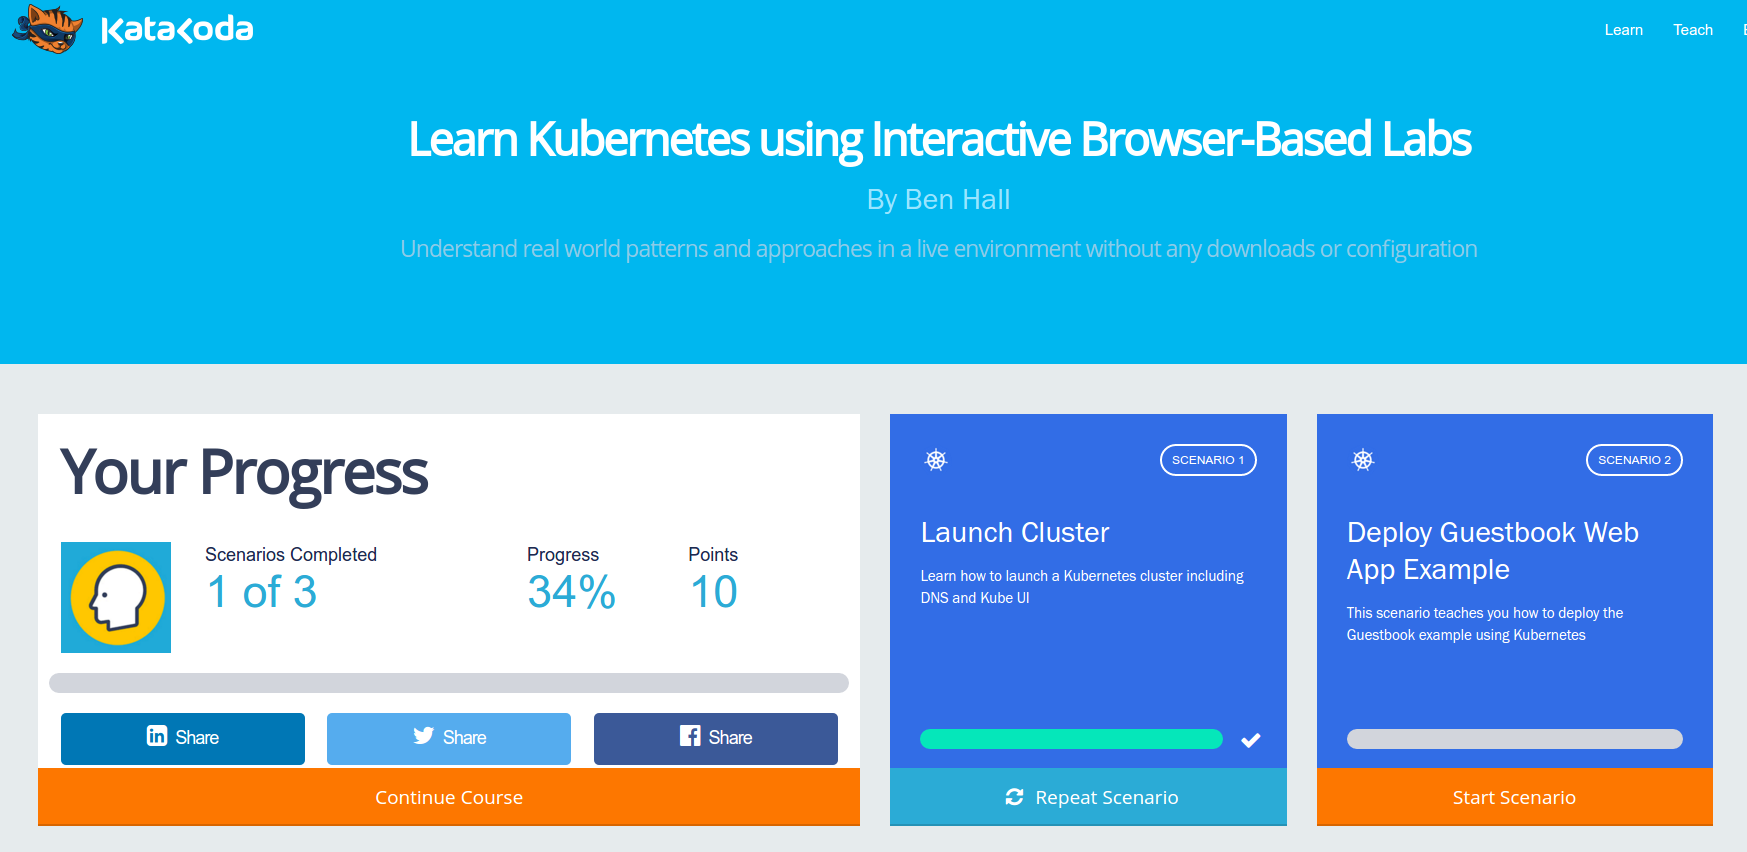 Katakoda
Learn
Teach
Learn Kubernetes using Interactive Browser-Based Labs
By Ben Hall
Understand real world patterns and approaches in a live environment without any downloads or configuration
Your Progress
Scenarios Completed
1 of 3
Progress
34%
Points
10
in Share
Share
f Share
Continue Course
SCENARIO 1
Launch Cluster
Learn how to launch a Kubernetes cluster including
DNS and Kube UI
Repeat Scenario
SCENARIO 2
Deploy Guestbook Web
App Example
This scenario teaches you how to deploy the
Guestbook example using Kubernetes
Start Scenario